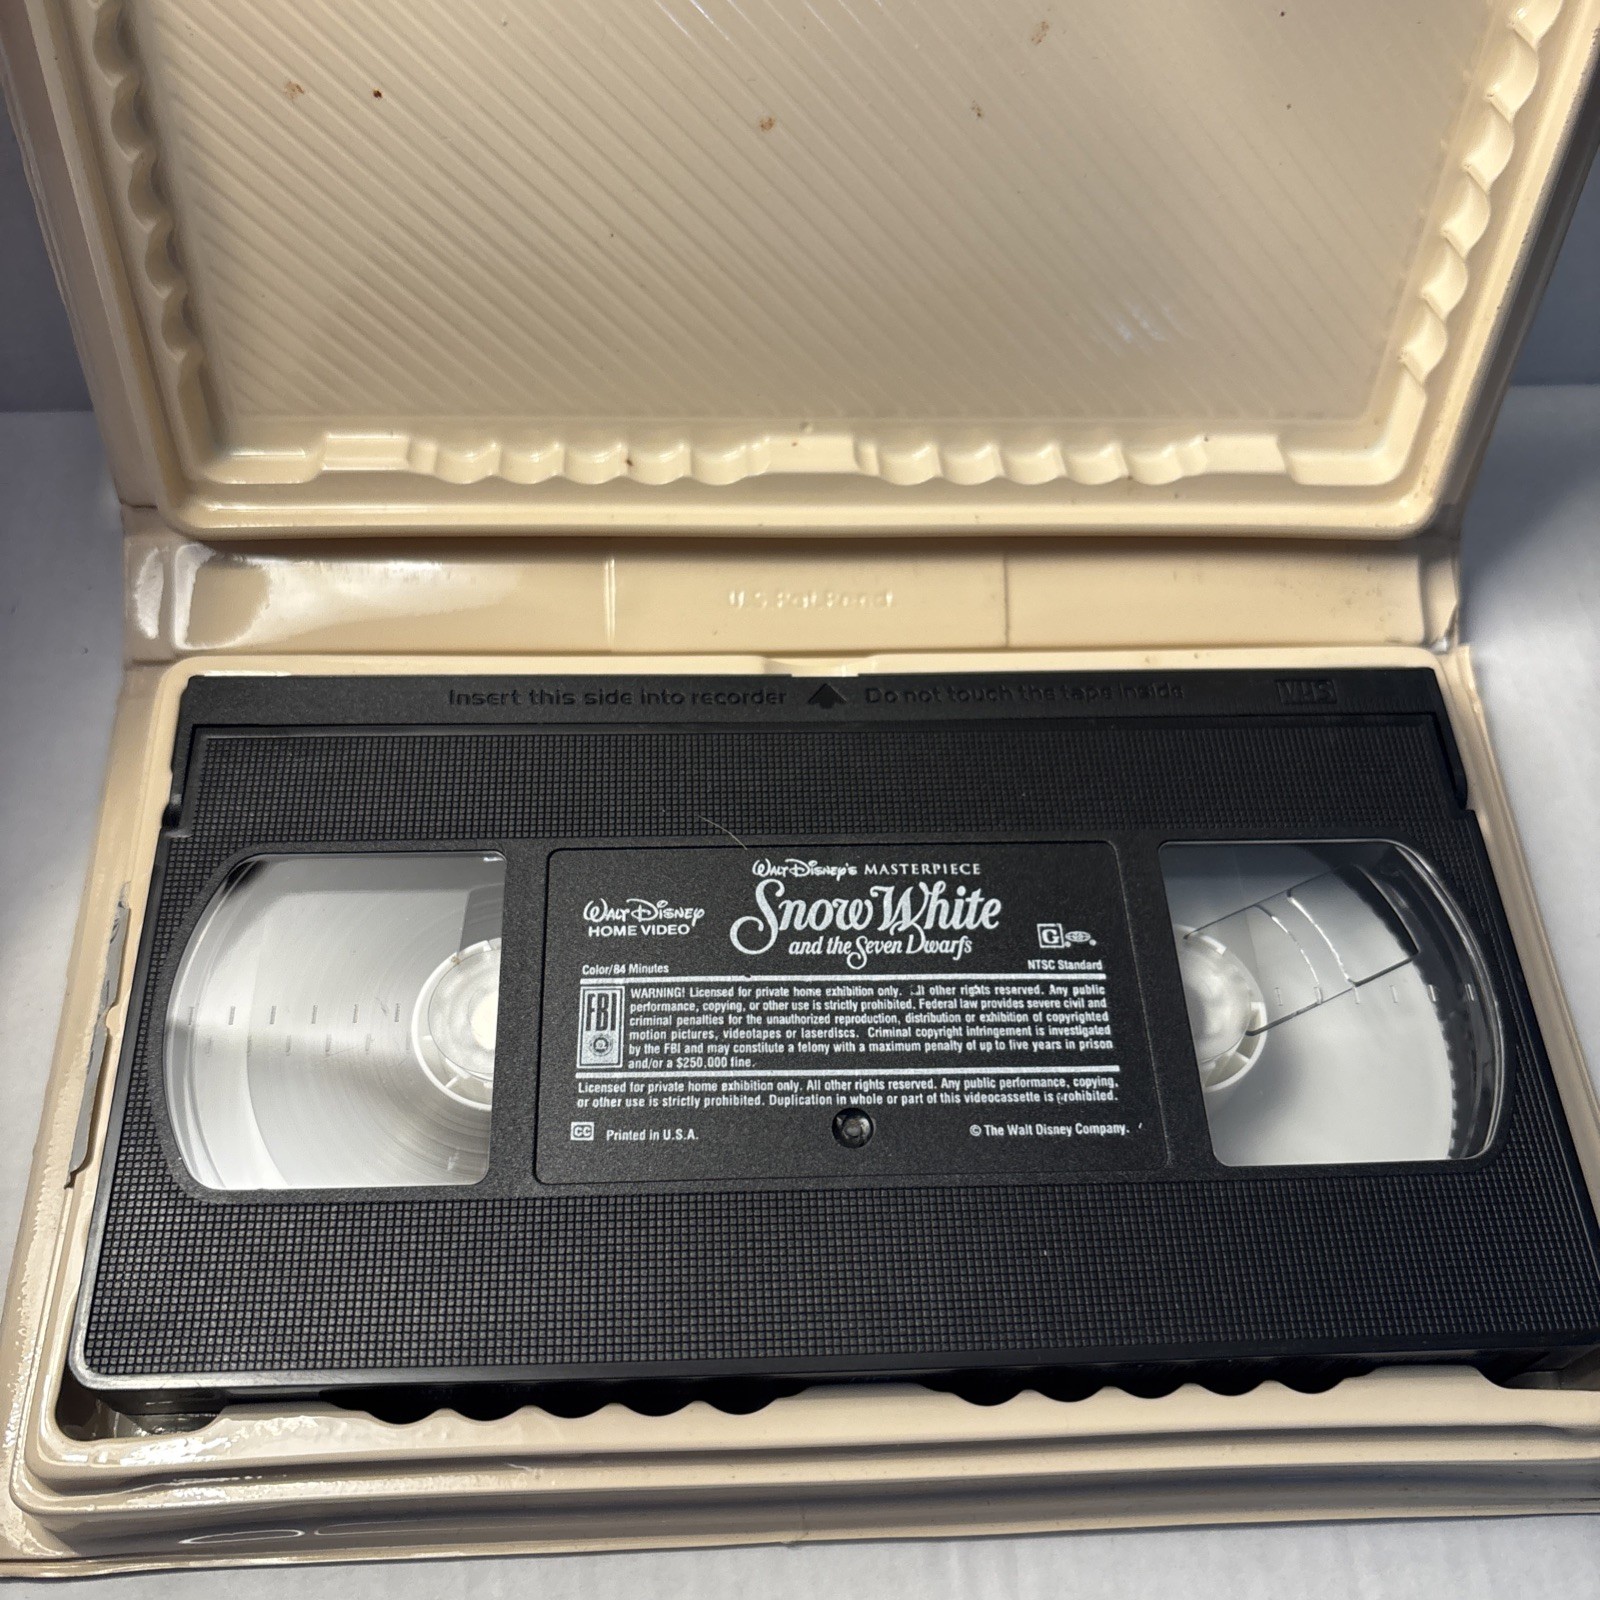 U.S. Pat. Pend.
Insert this side into recorder Do not touch the tape inside VHS
WALT DISNEY'S MASTERPIECE
Snow White
and the Seven Dwarfs
WALT DISNEY
HOME VIDEO
G
Color/84 Minutes
NTSC Standard
FBI
WARNING! Licensed for private home exhibition only. All other rights reserved. Any public
performance, copying, or other use is strictly prohibited. Federal law provides severe civil and
criminal penalties for the unauthorized reproduction, distribution or exhibition of copyrighted
motion pictures, videotapes or laserdiscs. Criminal copyright infringement is investigated
by the FBI and may constitute a felony with a maximum penalty of up to five years in prison
and/or a $250,000 fine.
Licensed for private home exhibition only. All other rights reserved. Any public performance, copying,
or other use is strictly prohibited. Duplication in whole or part of this videocassette is prohibited.
CC Printed in U.S.A.
© The Walt Disney Company.